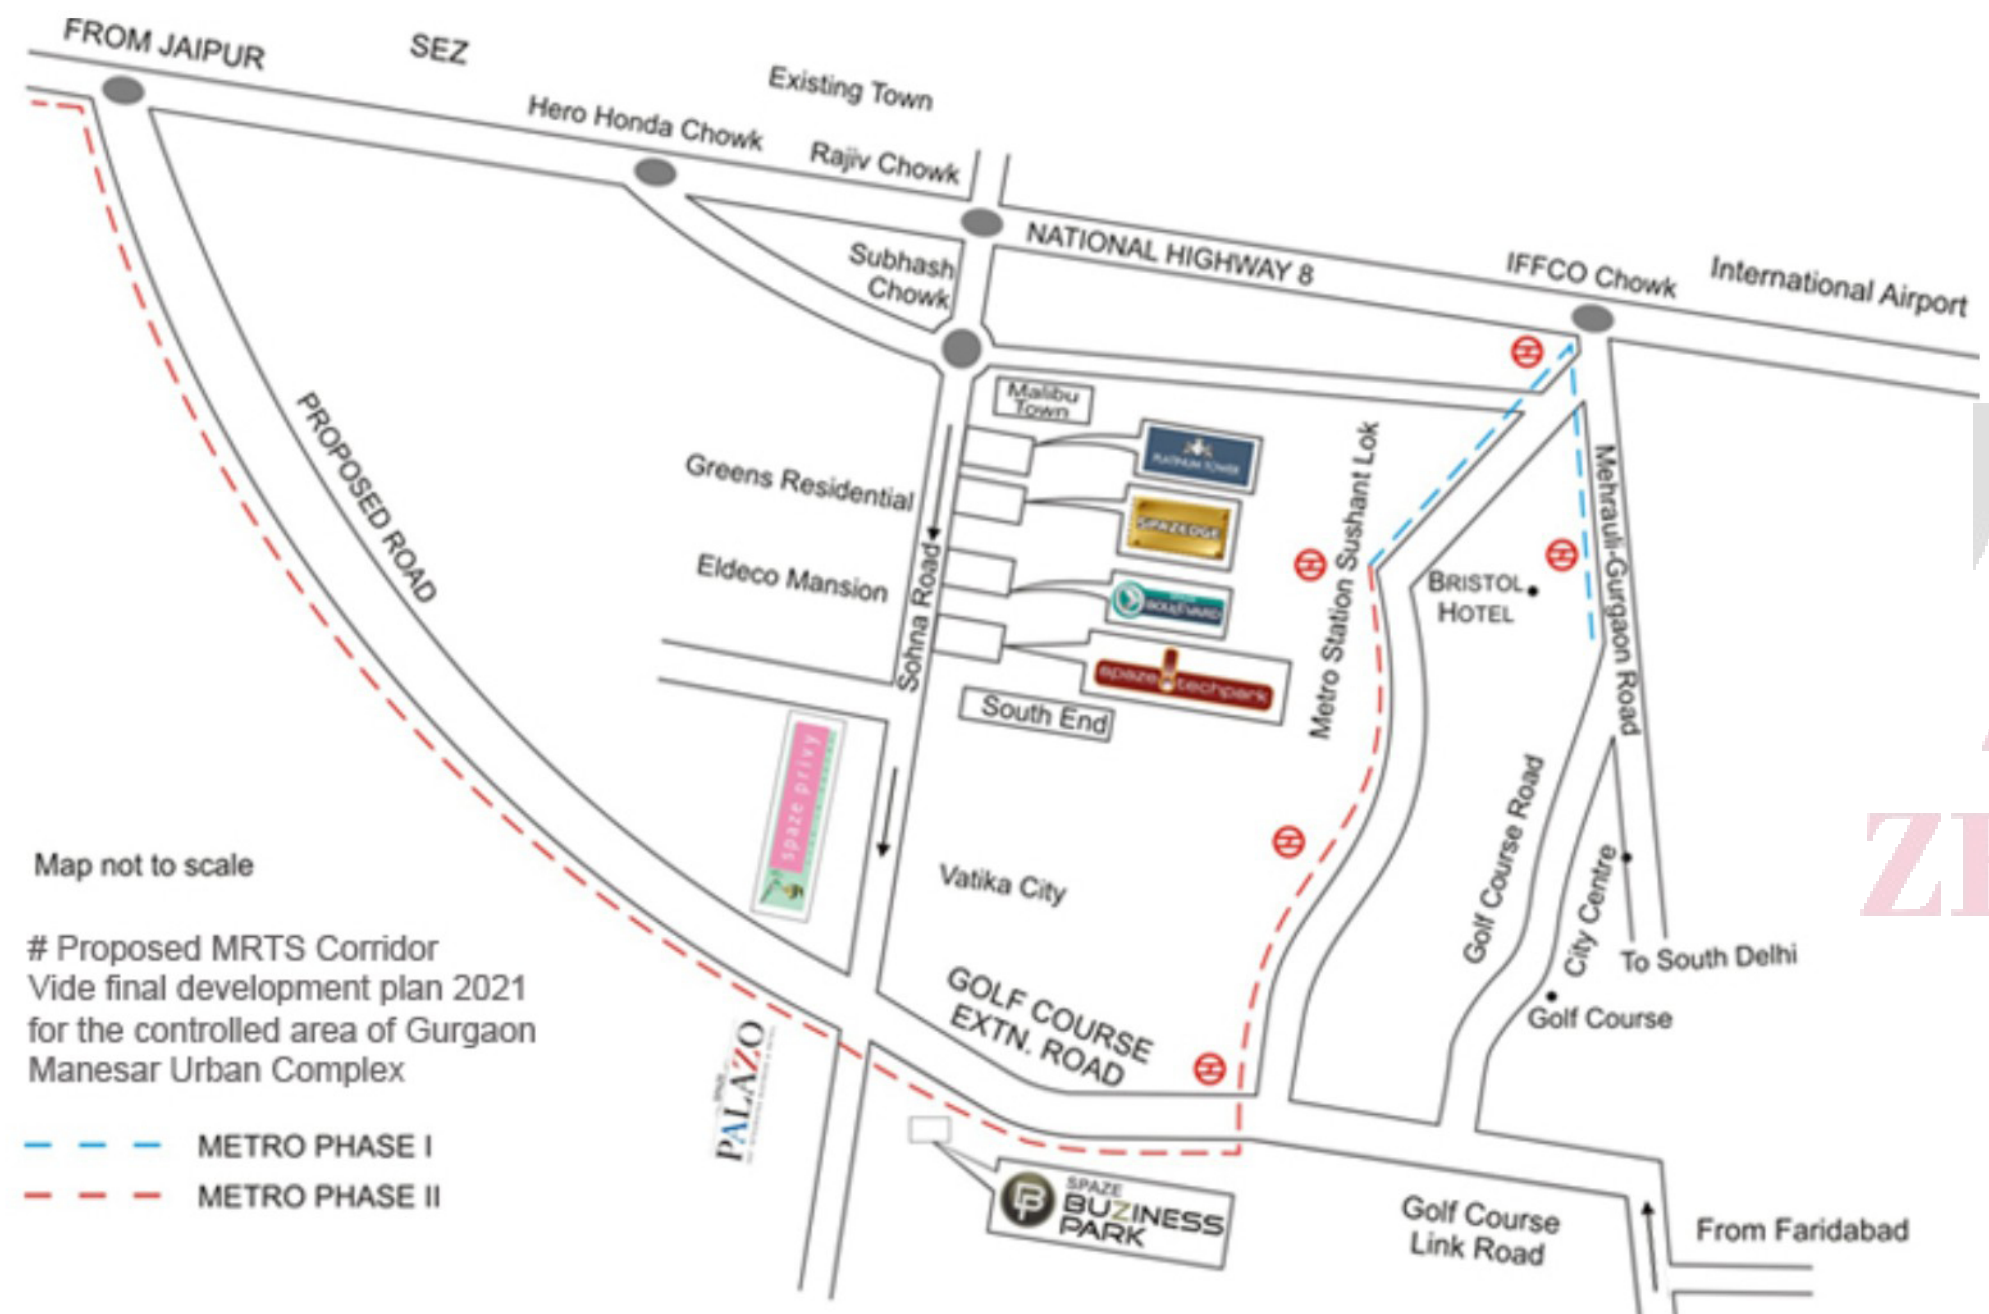 FROM JAIPUR
SEZ
Existing Town
Hero Honda Chowk
Rajiv Chowk
NATIONAL HIGHWAY 8
IFFCO Chowk
International Airport
Subhash
Chowk
Malibu
Town
PLATINUM TOWER
Greens Residential
SPAZEDGE
Eldeco Mansion
BOULEVARD
Sohna Road
spaze techpark
South End
PROPOSED ROAD
Metro Station Sushant Lok
BRISTOL
HOTEL
Mehrauli-Gurgaon Road
spaze privy
Vatika City
Golf Course Road
City Centre
To South Delhi
Golf Course
GOLF COURSE
EXTN. ROAD
Map not to scale
# Proposed MRTS Corridor
Vide final development plan 2021
for the controlled area of Gurgaon
Manesar Urban Complex
METRO PHASE I
METRO PHASE II
SPAZE
PALAZO
SPAZE
BUZINESS
PARK
Golf Course
Link Road
From Faridabad